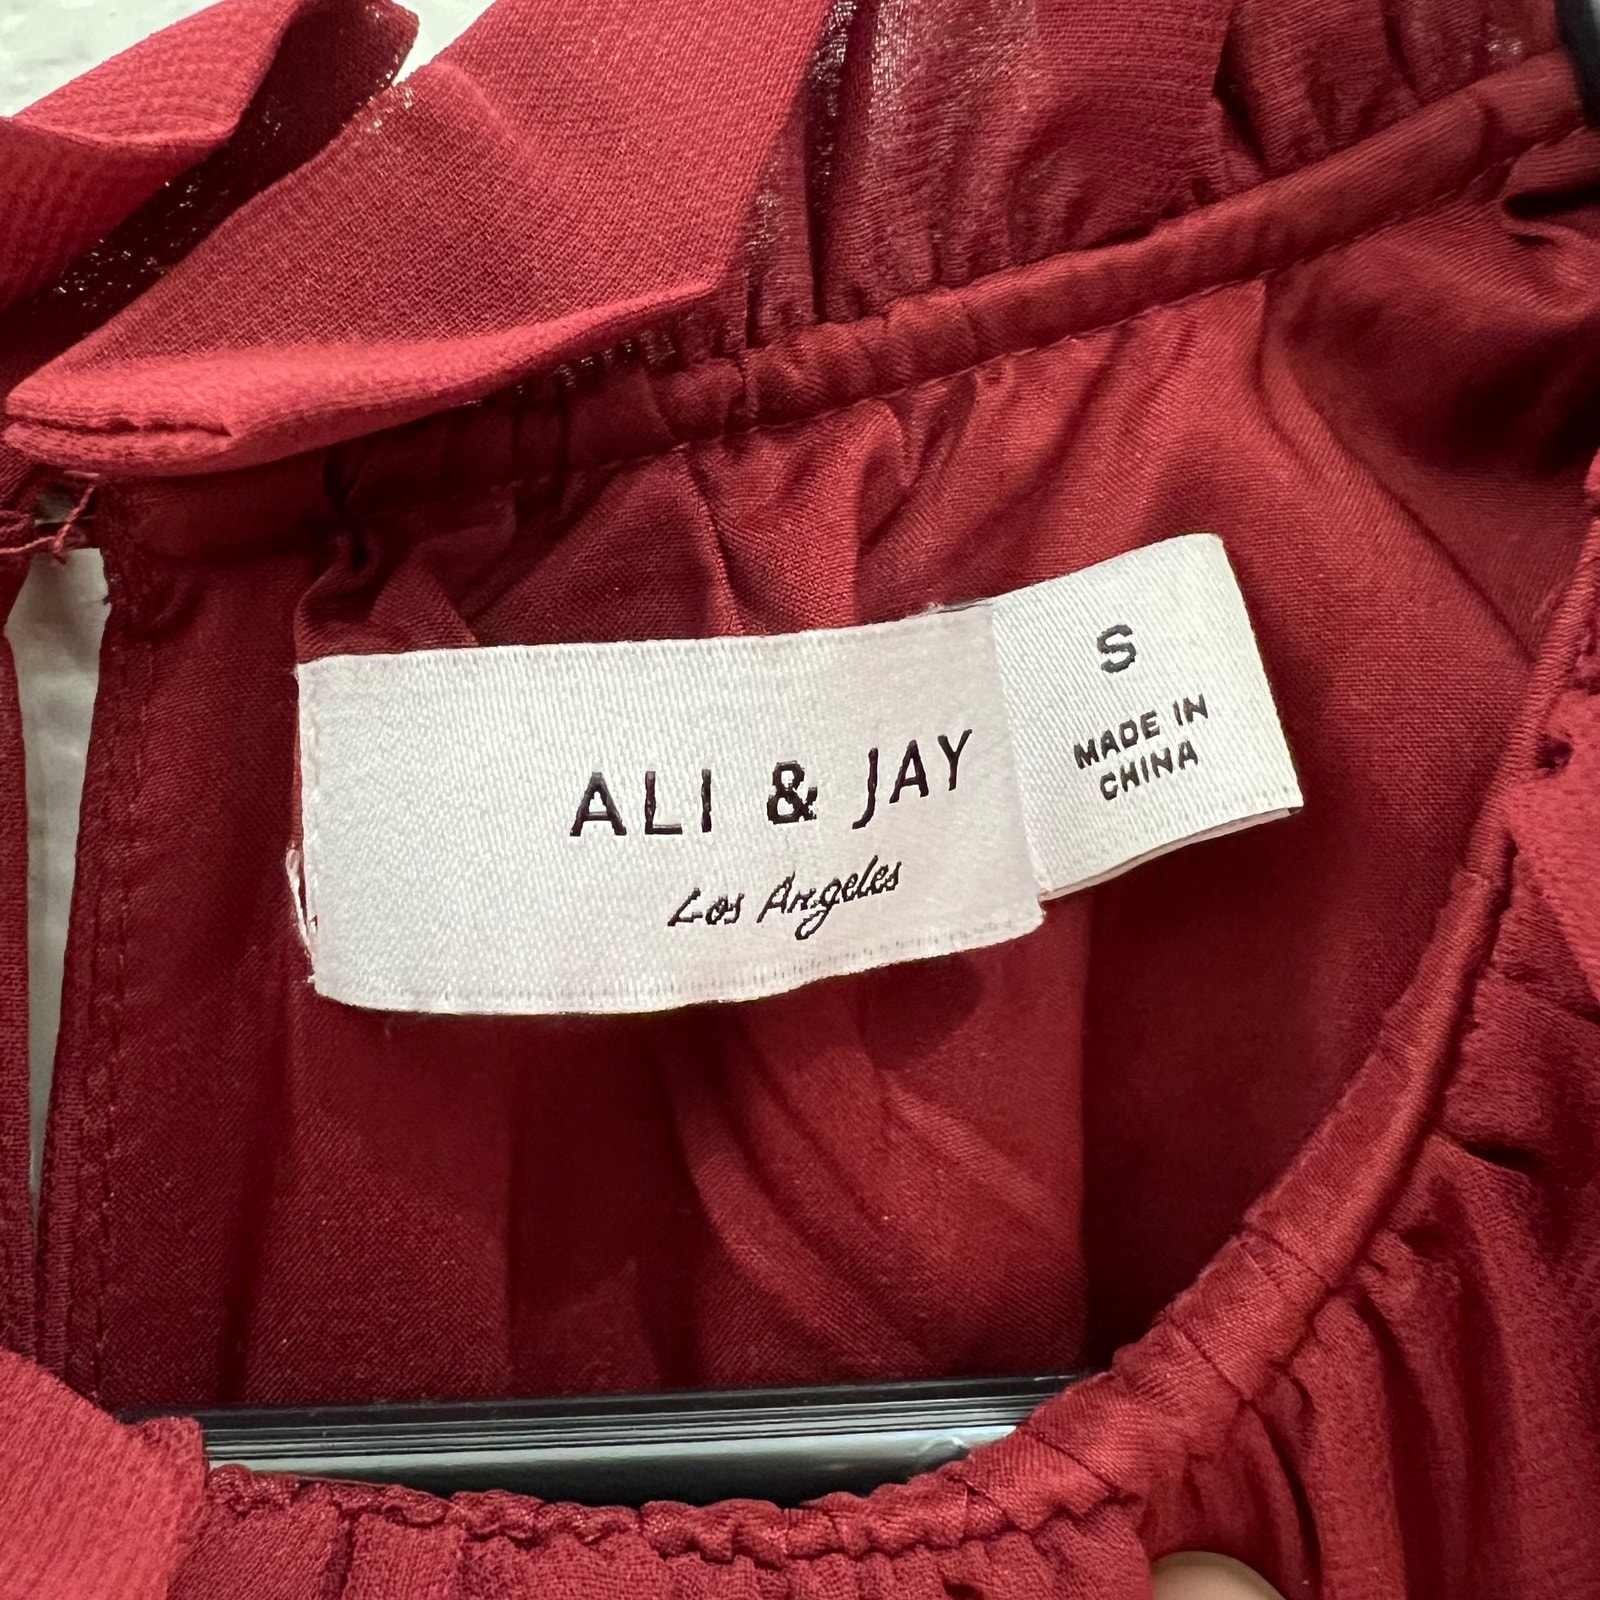 ALI & JAY
Los Angeles
S
MADE IN
CHINA